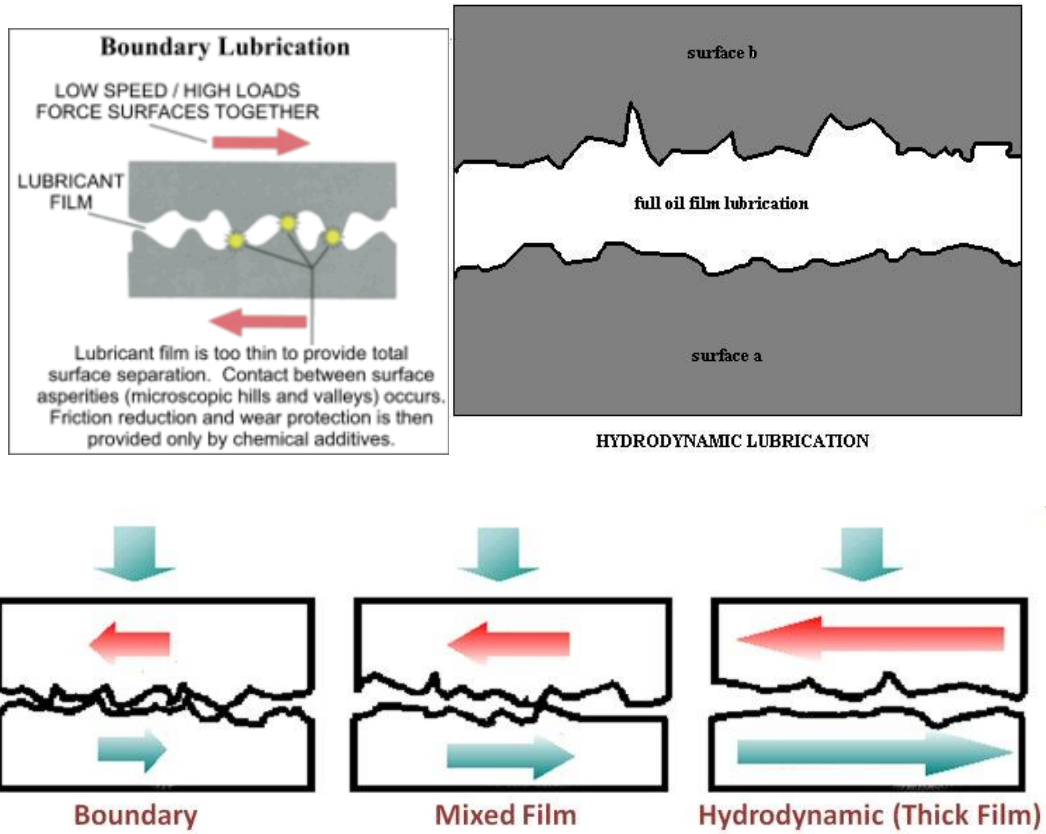 Boundary Lubrication
LOW SPEED / HIGH LOADS
FORCE SURFACES TOGETHER
LUBRICANT
FILM
Lubricant film is too thin to provide total
surface separation. Contact between surface
asperities (microscopic hills and valleys) occurs.
Friction reduction and wear protection is then
provided only by chemical additives.
surface b
full oil film lubrication
surface a
HYDRODYNAMIC LUBRICATION
Boundary
Mixed Film
Hydrodynamic (Thick Film)